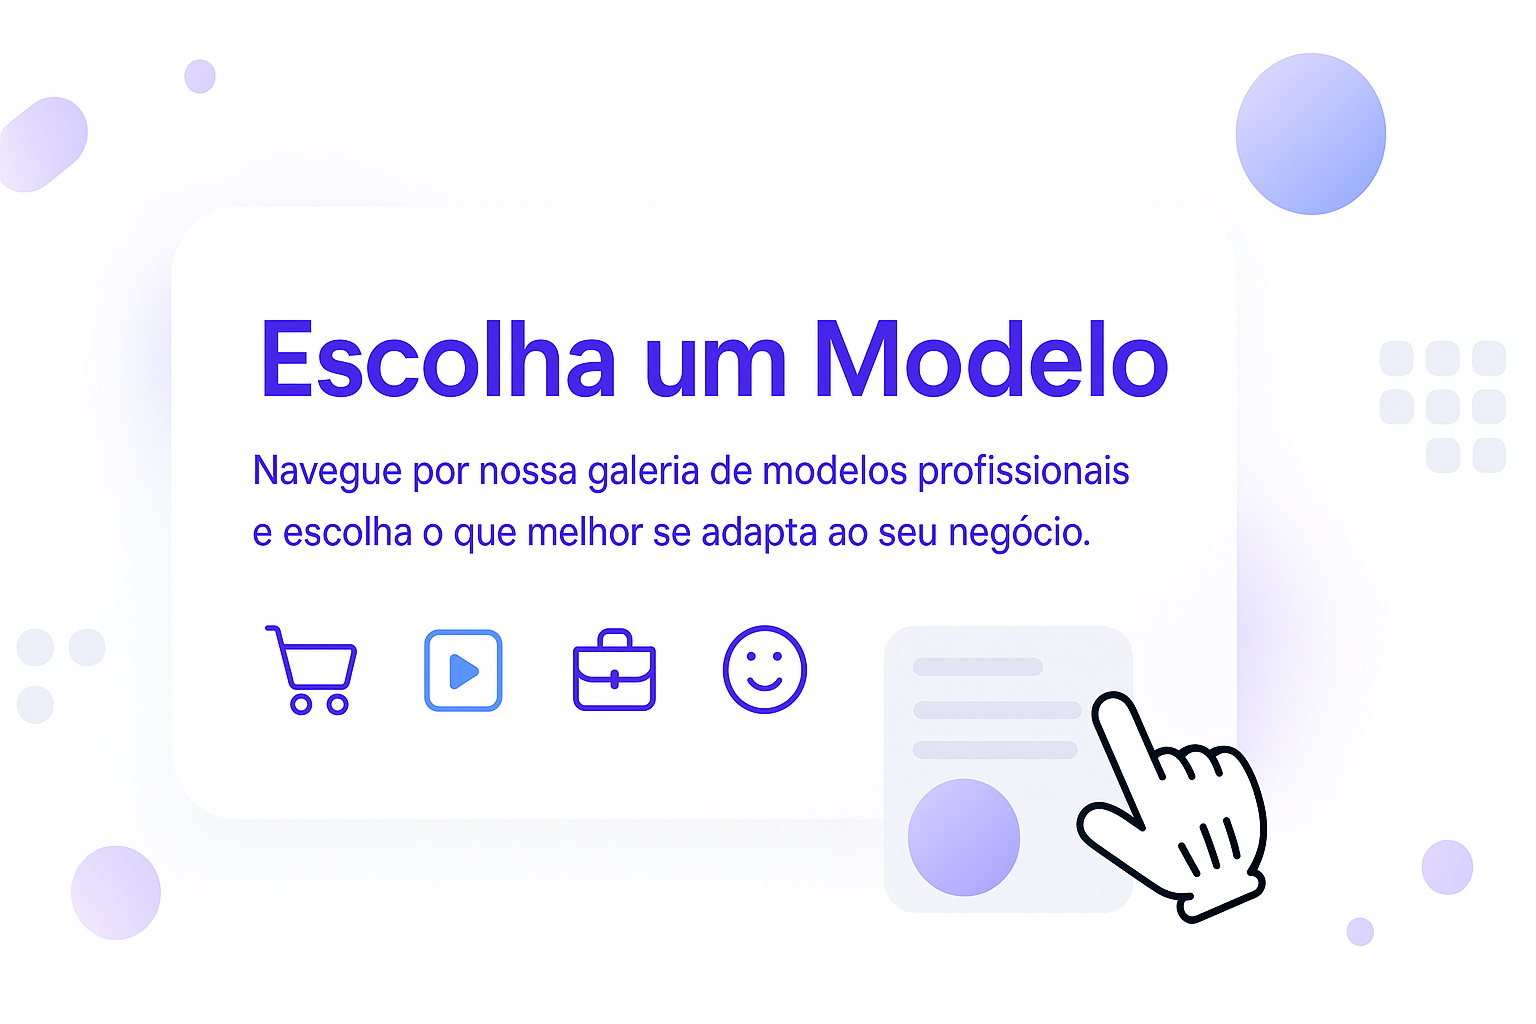 Escolha um Modelo
Navegue por nossa galeria de modelos profissionais
e escolha o que melhor se adapta ao seu negócio.